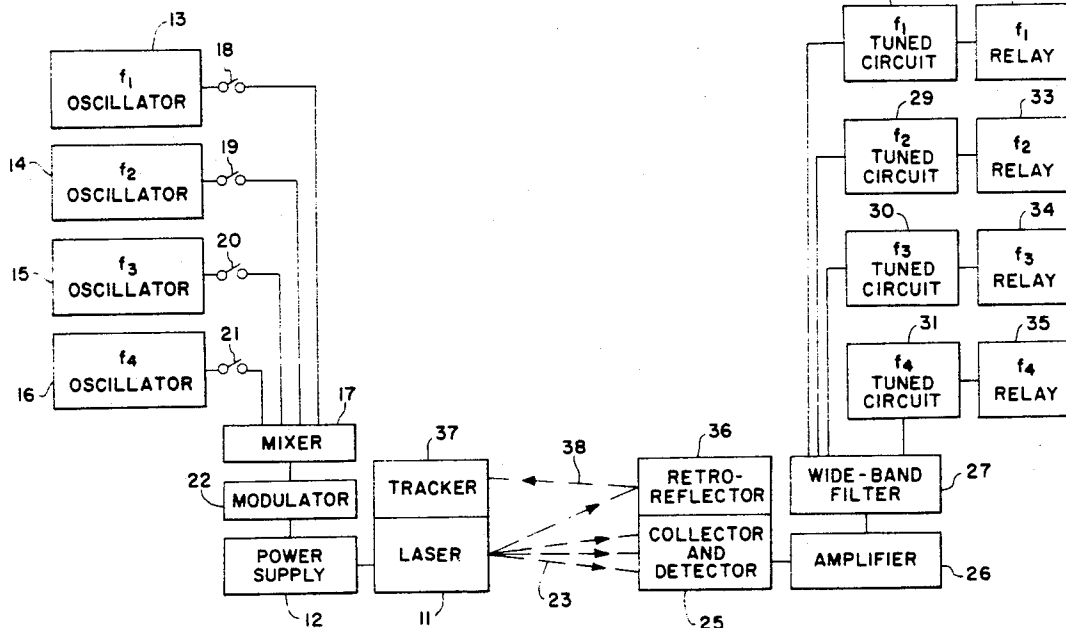 13
f1
OSCILLATOR
18
14
f2
OSCILLATOR
19
15
f3
OSCILLATOR
20
16
f4
OSCILLATOR
21
17
MIXER
22
MODULATOR
POWER
SUPPLY
12
37
TRACKER
LASER
11
38
23
36
RETRO-
REFLECTOR
COLLECTOR
AND
DETECTOR
25
f1
TUNED
CIRCUIT
f1
RELAY
29
f2
TUNED
CIRCUIT
33
f2
RELAY
30
f3
TUNED
CIRCUIT
34
f3
RELAY
31
f4
TUNED
CIRCUIT
35
f4
RELAY
WIDE-BAND
FILTER
27
AMPLIFIER
26